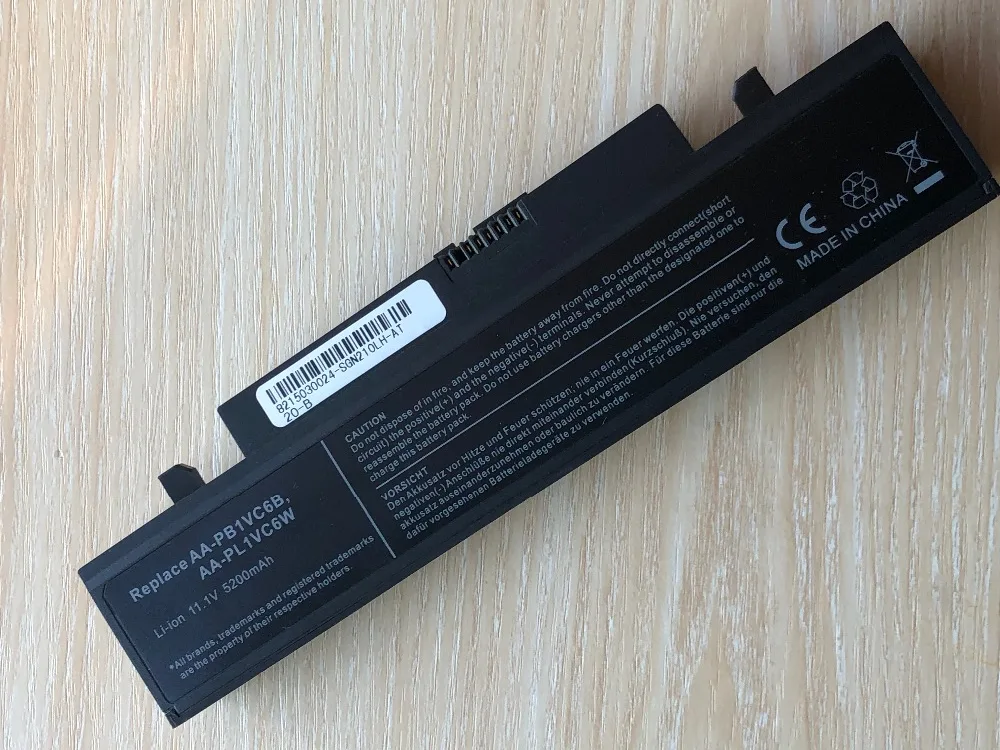 Replace AA-PB1VC6B,
AA-PL1VC6W
Li-ion 11.1V 5200mAh
*All brands, trademarks and registered trademarks
are the property of their respective holders.
8215030024-SGN210LH-AT
20-B
CAUTION
Do not dispose of in fire, and keep the battery away from fire. Do not directly connect(short
circuit) the positive(+) and the negative(-) terminals. Never attempt to disassemble or
reassemble the battery pack. Do not use battery chargers other than the designated one to
charge this battery pack.
VORSICHT
Den Akkusatz vor Hitze und Feuer schützen; nie in ein Feuer werfen. Die positiven(+) und
negativen(-) Anschlüße nie direkt miteinander verbinden (Kurzschluß). Nie versuchen, den
akkusatz auseinanderzunehmen oder baulich zu verändern. Für diese Batterie sind nur die
dafür vorgesehenen Batterieladegeräte zu verwenden.
CE
MADE IN CHINA